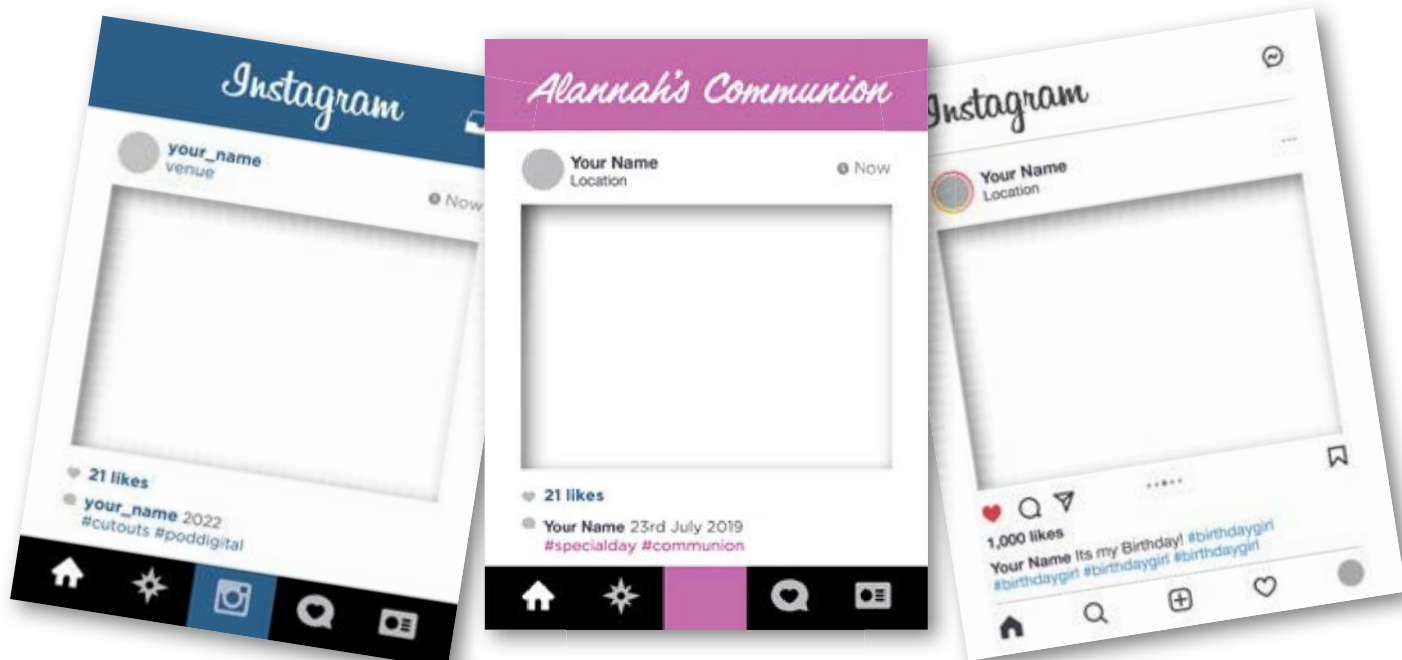 Instagram
your_name
venue
Now
21 likes
your_name 2022
#cutouts #poddigital
Alannah's Communion
Your Name
Location
Now
21 likes
Your Name 23rd July 2019
#specialday #communion
Instagram
Your Name
Location
1,000 likes
Your Name Its my Birthday! #birthdaygirl
#birthdaygirl #birthdaygirl #birthdaygirl